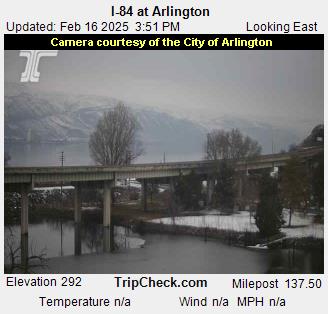 I-84 at Arlington
Updated: Feb 16 2025 3:51 PM Looking East
Camera courtesy of the City of Arlington
Elevation 292 TripCheck.com Milepost 137.50
Temperature n/a Wind n/a MPH n/a